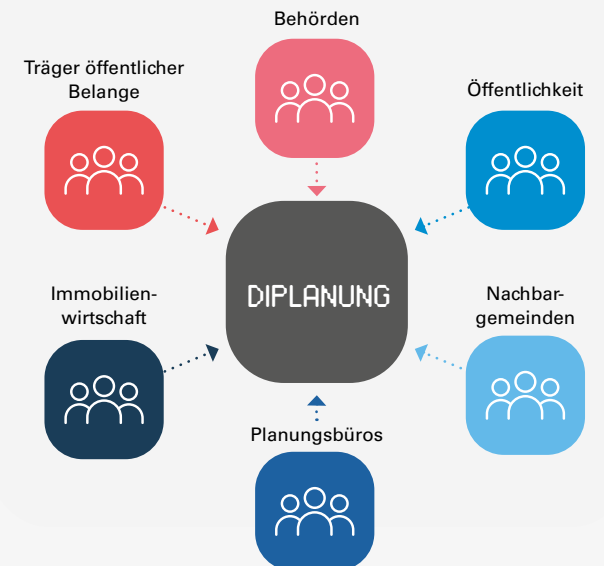 Behörden
Träger öffentlicher
Belange
Öffentlichkeit
DIPLANUNG
Immobilien-
wirtschaft
Nachbar-
gemeinden
Planungsbüros